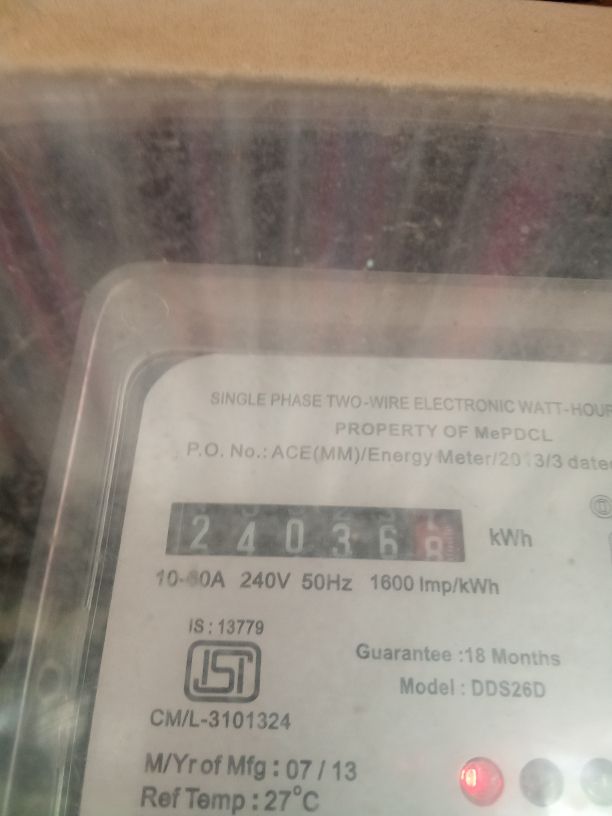 SINGLE PHASE TWO-WIRE ELECTRONIC WATT-HOUR
PROPERTY OF MePDCL
P.O. No.: ACE(MM)/Energy Meter/2013/3 dated
240368 kWh
10-60A 240V 50Hz 1600 Imp/kWh
IS : 13779
ISI
CM/L-3101324
Guarantee :18 Months
Model : DDS26D
M/Yr of Mfg : 07 / 13
Ref Temp : 27°C